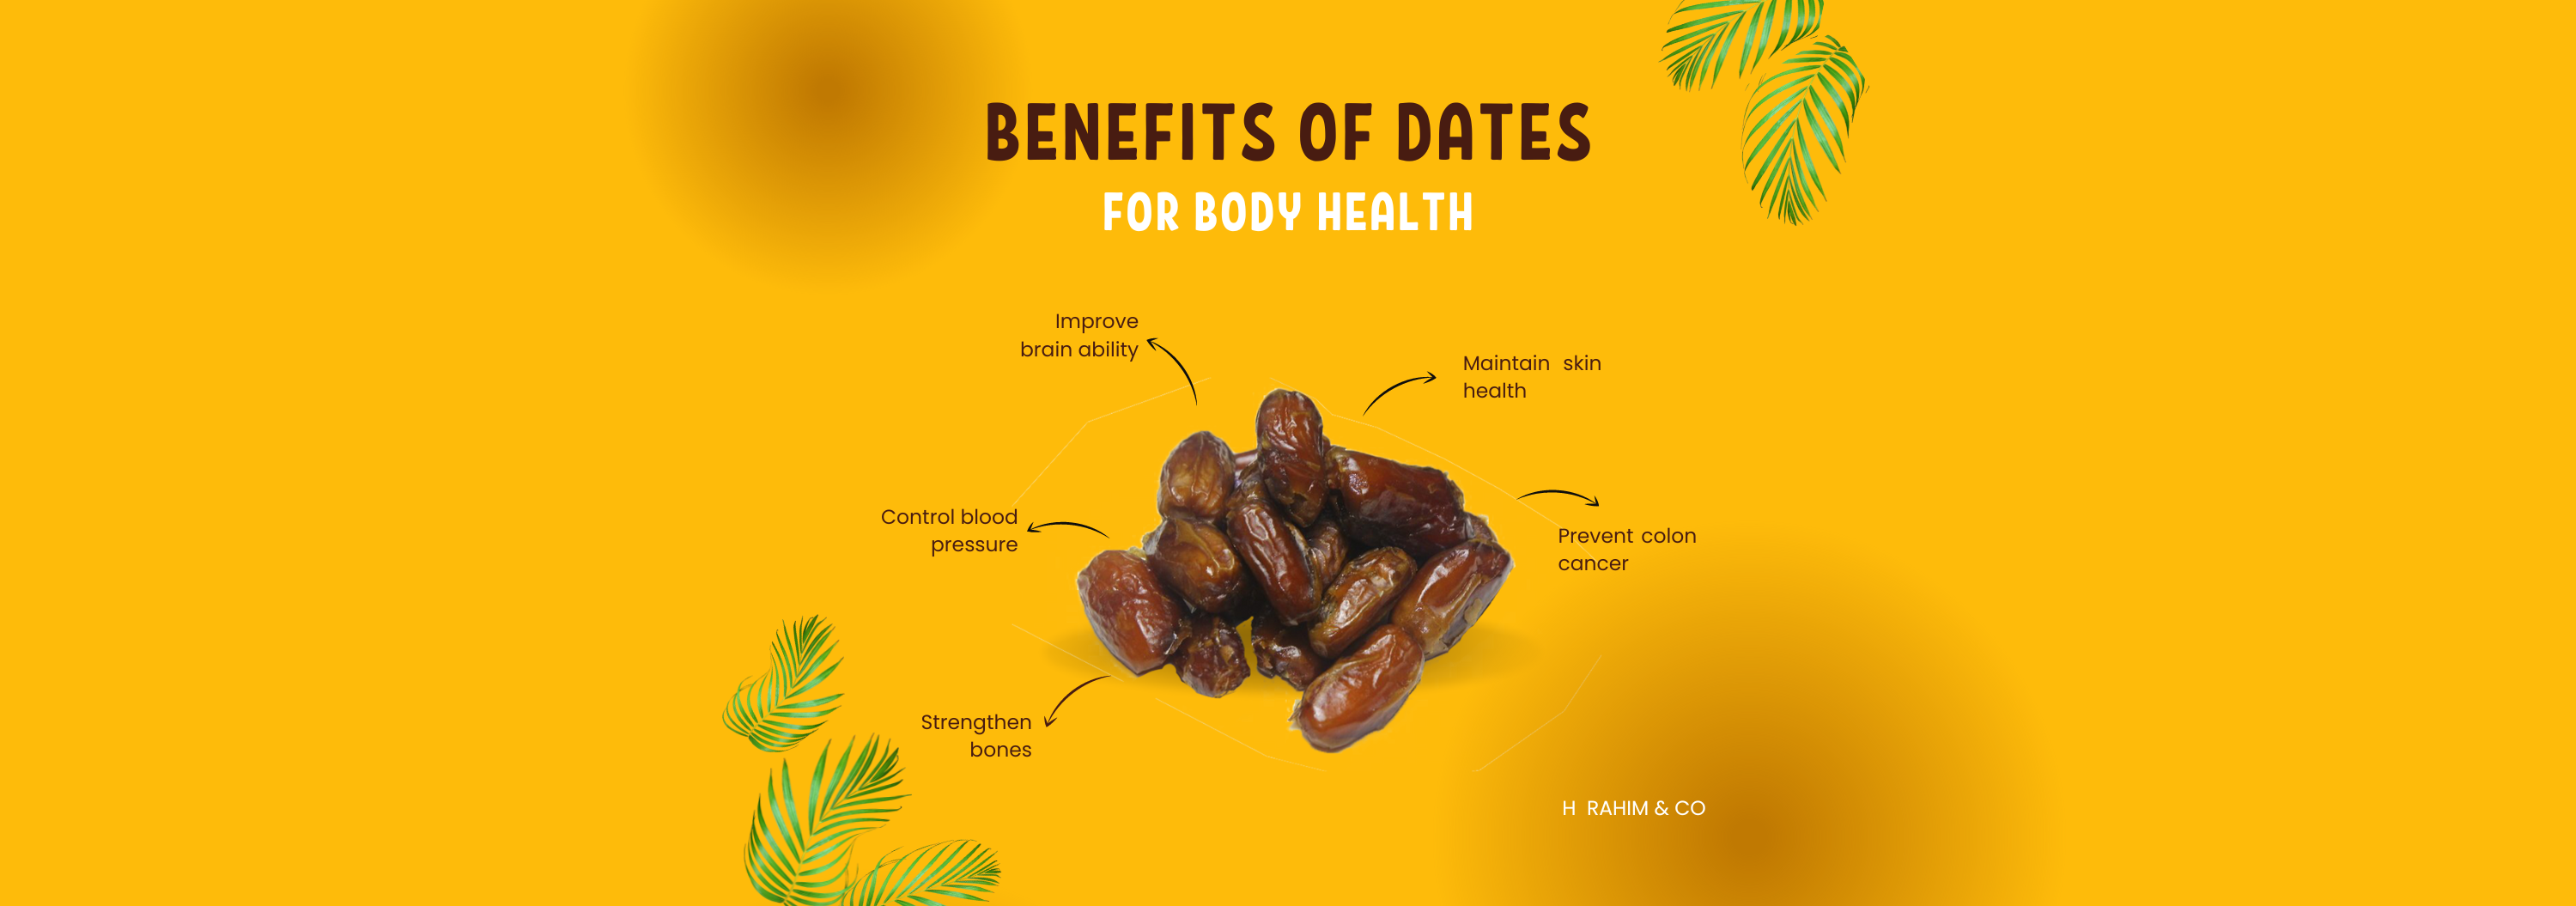 BENEFITS OF DATES
FOR BODY HEALTH
Improve
brain ability
Maintain skin
health
Control blood
pressure
Prevent colon
cancer
Strengthen
bones
H RAHIM & CO